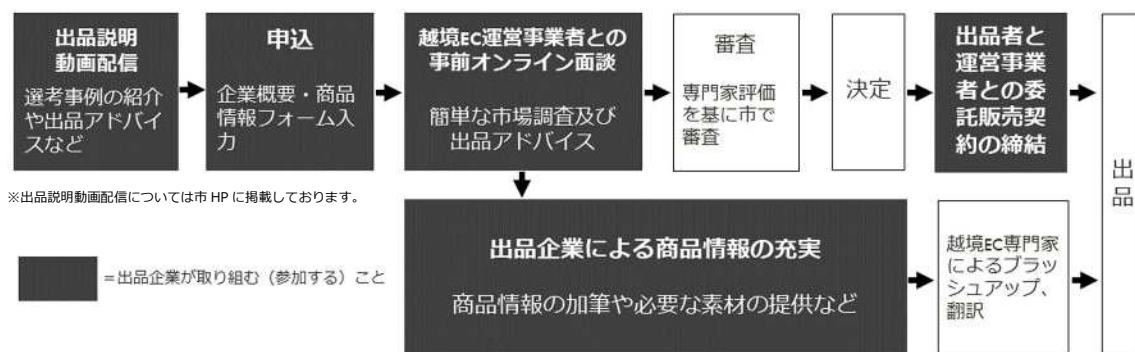 出品説明
動画配信
選考事例の紹介
や出品アドバイ
スなど
申込
企業概要・商品
情報フォーム入
力
越境EC運営事業者との
事前オンライン面談
簡単な市場調査及び
出品アドバイス
審査
専門家評価
を基に市で
審査
決定
出品者と
運営事業
者との委
託販売契
約の締結
出
品
※出品説明動画配信については市 HP に掲載しております。
出品企業による商品情報の充実
商品情報の加筆や必要な素材の提供など
越境EC専門家
によるブラッ
シュアップ、
翻訳
=出品企業が取り組む（参加する）こと